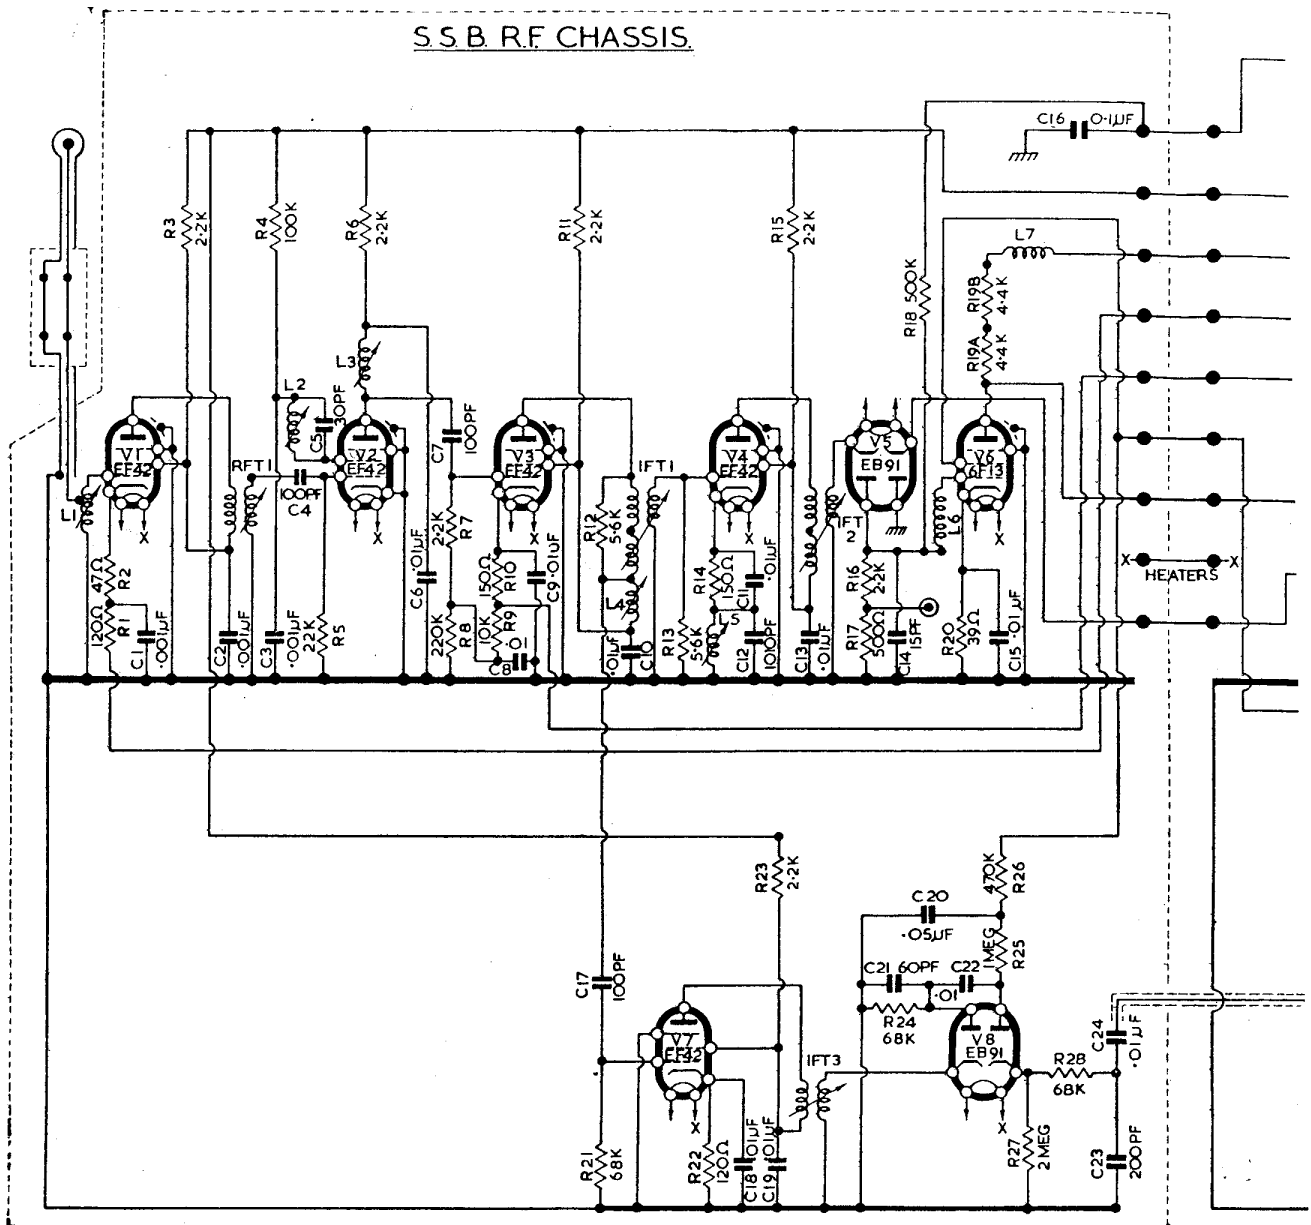 S.S.B. R.F. CHASSIS.
C16 0·1µF
R3 2·2K
R4 100K
R6 2·2K
R11 2·2K
R15 2·2K
R18 500K
L7
R19B 4·4K
R19A 4·4K
L3
L2
C5 30PF
C7 100PF
V1 EF42
V2 EF42
V3 EF42
V4 EF42
V5 EB91
V6 6F13
RFT1
IFT1
IFT 2
100PF C4
L1
X
X
X
X
X
R12 5·6K
L6
47Ω R2
120Ω R1
C1 ·001µF
C2 ·001µF
C3 ·001µF
22K R5
C6 ·01µF
2·2K R7
220K R8
150Ω R10
10K R9
C9 ·01µF
C8 ·01
L4
·01µF C10
R13 5·6K
R14 150Ω
L5
C11 ·01µF
C12 100PF
C13 ·01µF
R16 2·2K
R17 500Ω
C14 15PF
R20 39Ω
C15 ·01µF
X X
HEATERS
R23 2·2K
470K R26
C20
·05µF
1MEG R25
C21 60PF C22
·01
R24
68K
C17 100PF
V7 EF42
V8 EB91
IFT3
R28
68K
C24 ·01µF
X
X
R21 68K
R22 120Ω
C18 ·01µF
C19 ·01µF
R27 2MEG
C23 200PF